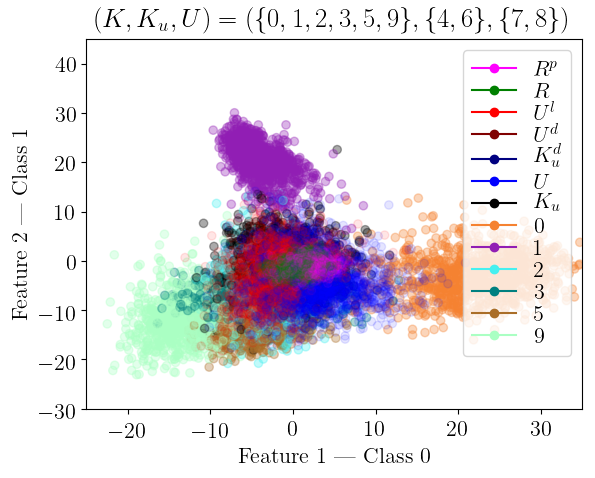 (K, K_u, U) = ({0, 1, 2, 3, 5, 9}, {4, 6}, {7, 8})
Feature 2 — Class 1
40
30
20
10
0
−10
−20
−30
−20
−10
0
10
20
30
Feature 1 — Class 0
R^p
R
U^l
U^d
K_u^d
U
K_u
0
1
2
3
5
9